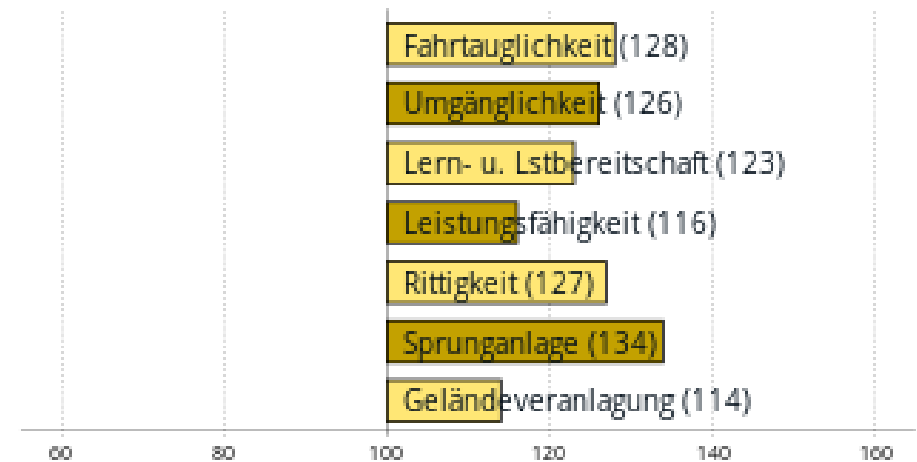 Fahrtauglichkeit (128)
Umgänglichkeit (126)
Lern- u. Lstbereitschaft (123)
Leistungsfähigkeit (116)
Rittigkeit (127)
Sprunganlage (134)
Geländeveranlagung (114)
60 80 100 120 140 160